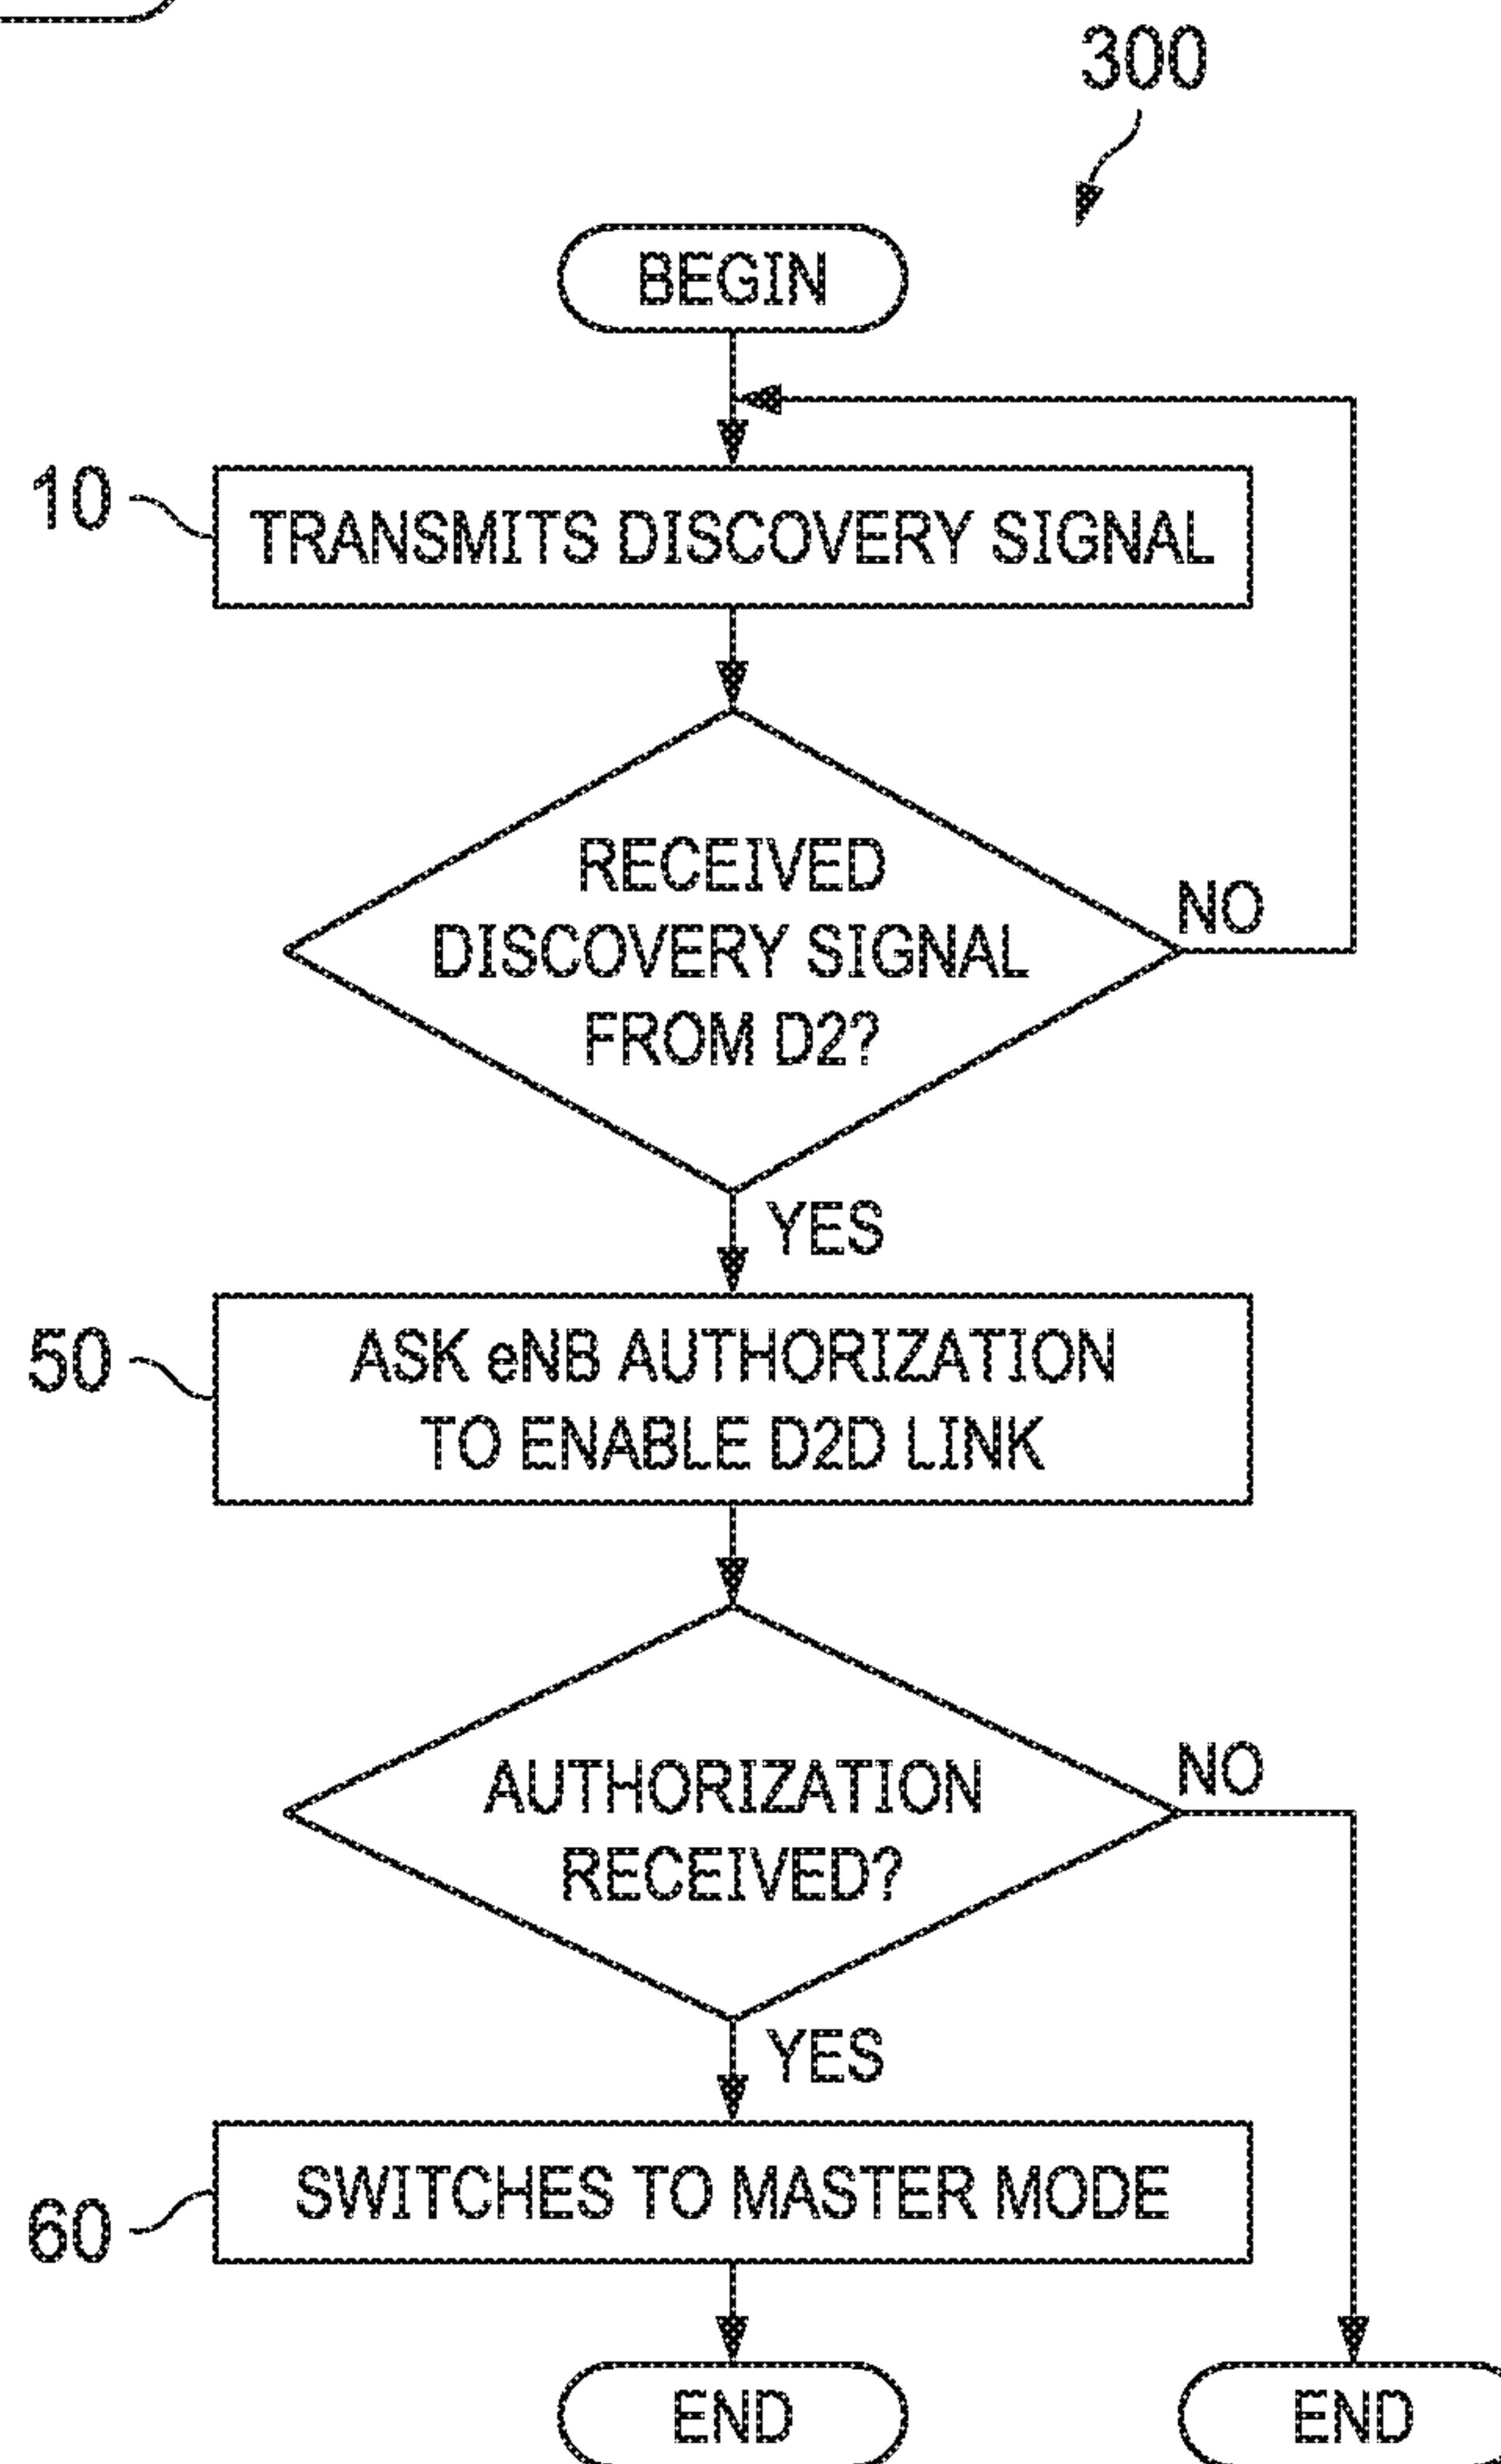 300
BEGIN
10
TRANSMITS DISCOVERY SIGNAL
RECEIVED
DISCOVERY SIGNAL
FROM D2?
NO
YES
50
ASK eNB AUTHORIZATION
TO ENABLE D2D LINK
AUTHORIZATION
RECEIVED?
NO
YES
60
SWITCHES TO MASTER MODE
END
END